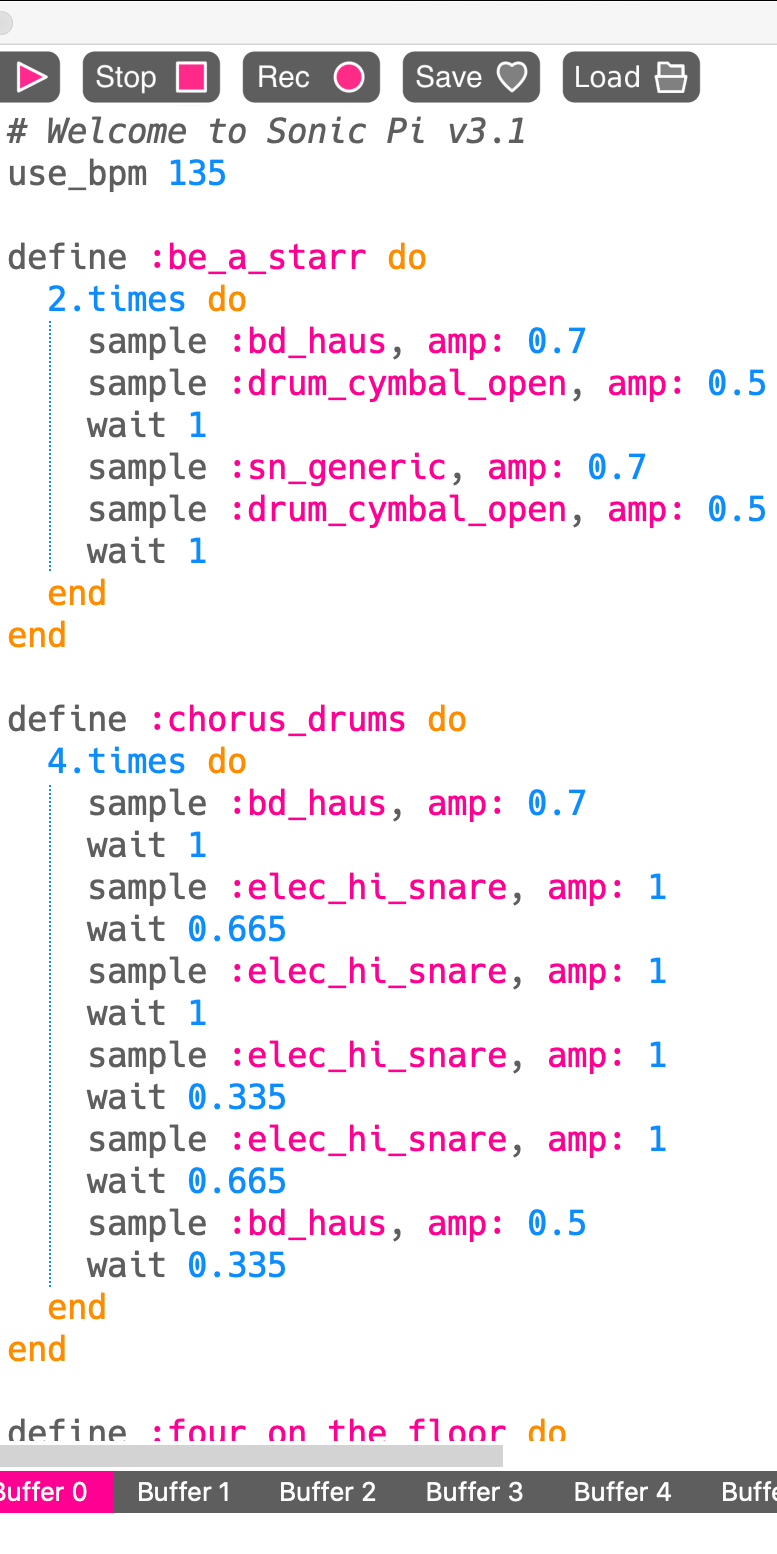 Stop Rec Save Load
# Welcome to Sonic Pi v3.1
use_bpm 135
define :be_a_starr do
2.times do
sample :bd_haus, amp: 0.7
sample :drum_cymbal_open, amp: 0.5
wait 1
sample :sn_generic, amp: 0.7
sample :drum_cymbal_open, amp: 0.5
wait 1
end
end
define :chorus_drums do
4.times do
sample :bd_haus, amp: 0.7
wait 1
sample :elec_hi_snare, amp: 1
wait 0.665
sample :elec_hi_snare, amp: 1
wait 1
sample :elec_hi_snare, amp: 1
wait 0.335
sample :elec_hi_snare, amp: 1
wait 0.665
sample :bd_haus, amp: 0.5
wait 0.335
end
end
define :four_on_the_floor do
Buffer 0 Buffer 1 Buffer 2 Buffer 3 Buffer 4 Buffe